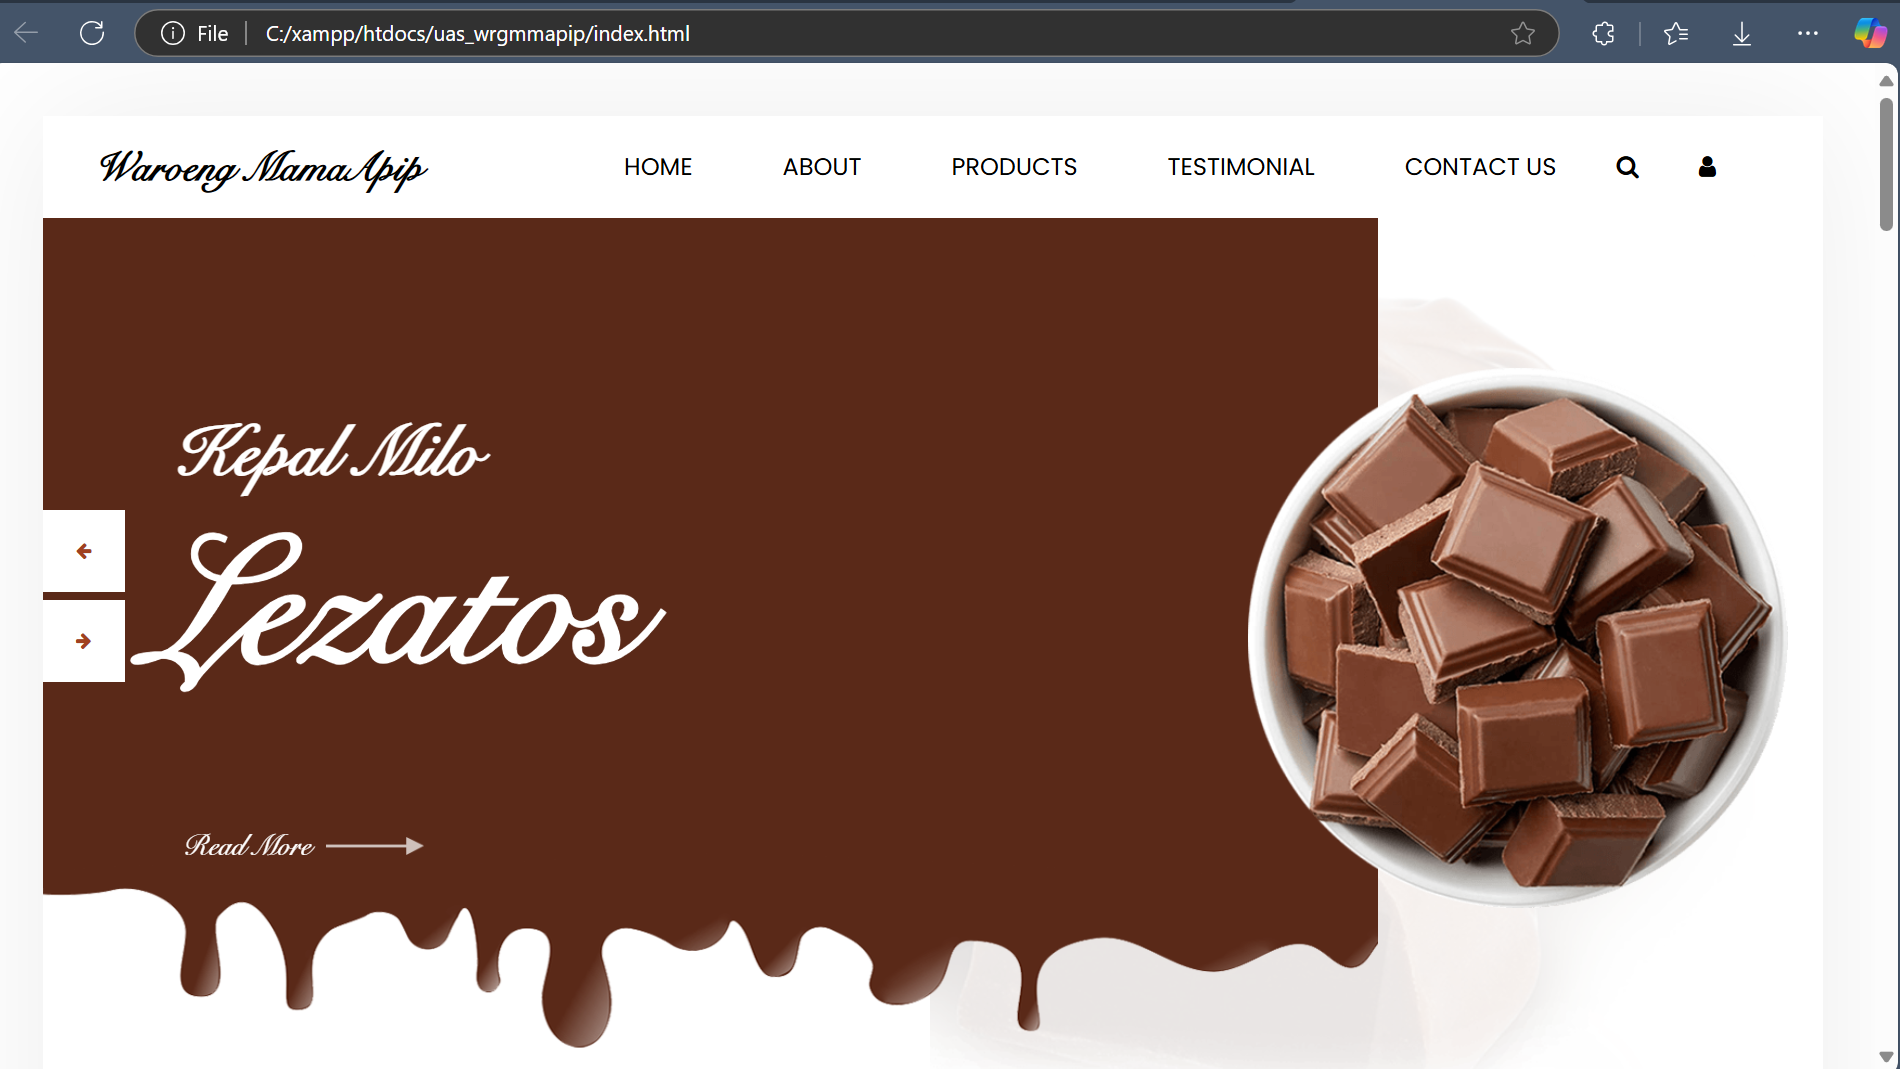 File
C:/xampp/htdocs/uas_wrgmmapip/index.html
Waroeng MamaApip
HOME
ABOUT
PRODUCTS
TESTIMONIAL
CONTACT US
Kepal Milo
Lezatos
Read More